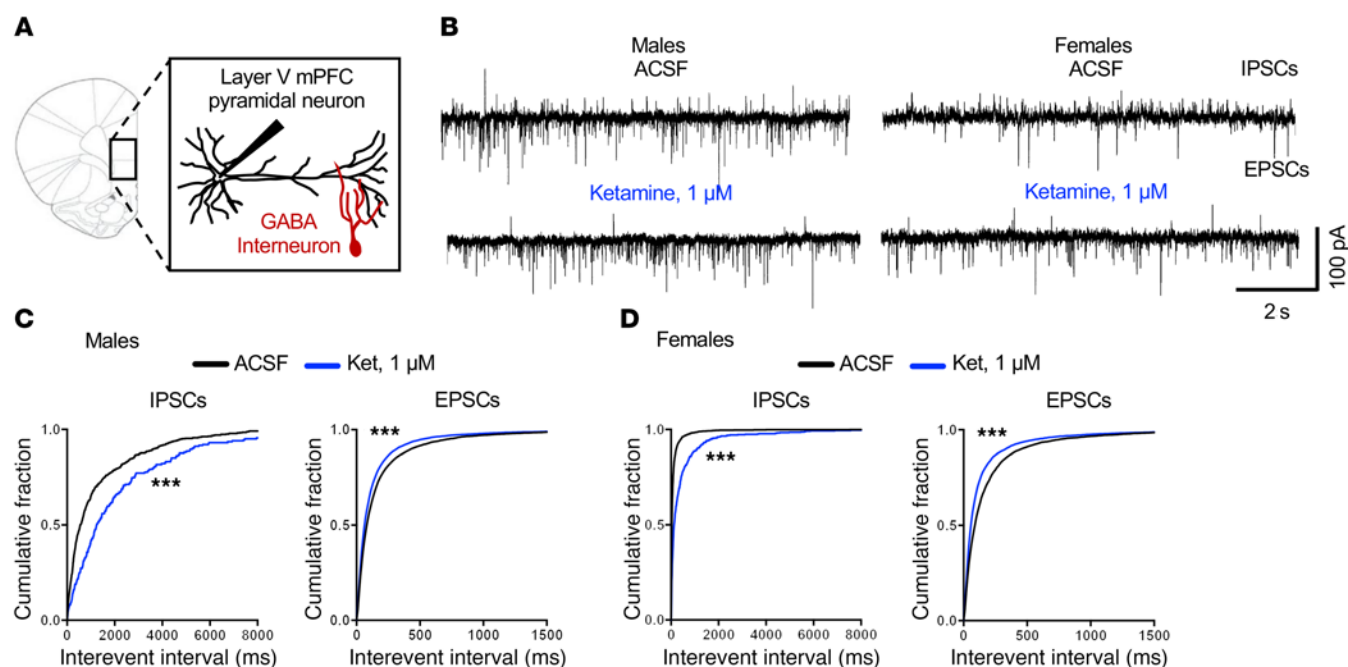 A
Layer V mPFC
pyramidal neuron
GABA
Interneuron
B
Males
ACSF
Females
ACSF
IPSCs
EPSCs
Ketamine, 1 µM
Ketamine, 1 µM
100 pA
2 s
C
Males
ACSF
Ket, 1 µM
IPSCs
Cumulative fraction
1.0
0.5
0.0
0
2000
4000
6000
8000
***
Interevent interval (ms)
EPSCs
Cumulative fraction
1.0
0.5
0.0
0
500
1000
1500
***
Interevent interval (ms)
D
Females
ACSF
Ket, 1 µM
IPSCs
Cumulative fraction
1.0
0.5
0.0
0
2000
4000
6000
8000
***
Interevent interval (ms)
EPSCs
Cumulative fraction
1.0
0.5
0.0
0
500
1000
1500
***
Interevent interval (ms)